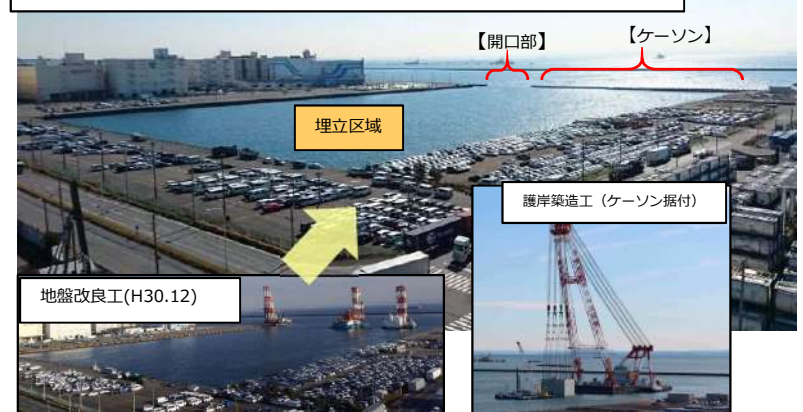 【開口部】
【ケーソン】
埋立区域
護岸築造工（ケーソン据付）
地盤改良工(H30.12)